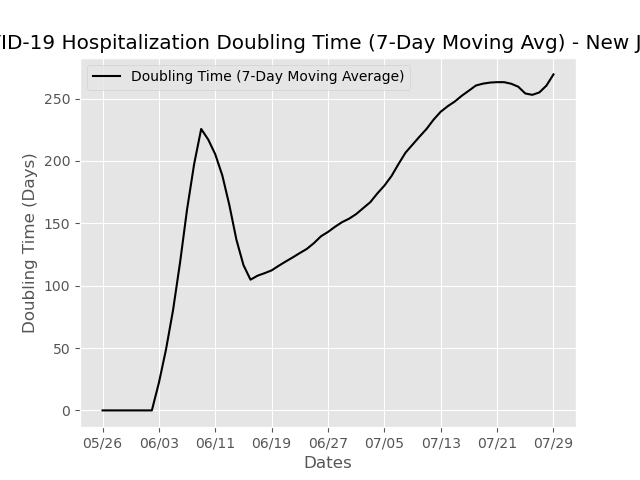 ID-19 Hospitalization Doubling Time (7-Day Moving Avg) - New J
Doubling Time (7-Day Moving Average)
Doubling Time (Days)
250
200
150
100
50
0
05/26 06/03 06/11 06/19 06/27 07/05 07/13 07/21 07/29
Dates